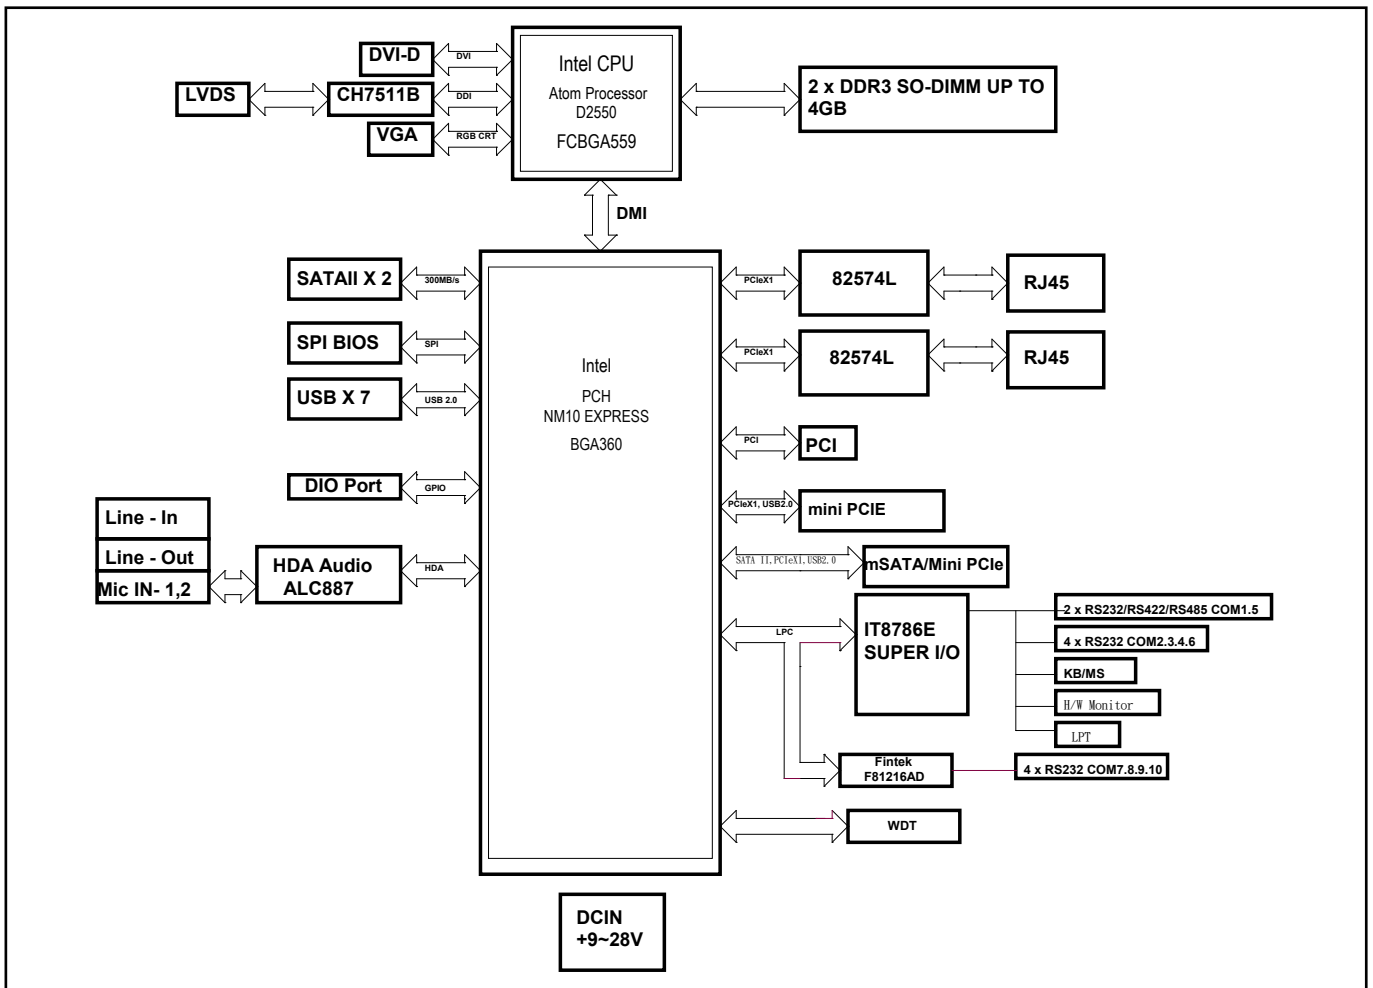 DVI-D
DVI
LVDS
CH7511B
DDI
VGA
RGB CRT
Intel CPU
Atom Processor
D2550
FCBGA559
2 x DDR3 SO-DIMM UP TO
4GB
DMI
SATAII X 2
300MB/s
SPI BIOS
SPI
USB X 7
USB 2.0
DIO Port
GPIO
Line - In
Line - Out
Mic IN- 1,2
HDA Audio
ALC887
HDA
Intel
PCH
NM10 EXPRESS
BGA360
PCIeX1
82574L
RJ45
PCIeX1
82574L
RJ45
PCI
PCI
PCIeX1, USB2.0
mini PCIE
SATA II,PCIeX1,USB2.0
mSATA/Mini PCIe
LPC
IT8786E
SUPER I/O
2 x RS232/RS422/RS485 COM1.5
4 x RS232 COM2.3.4.6
KB/MS
H/W Monitor
LPT
Fintek
F81216AD
4 x RS232 COM7.8.9.10
WDT
DCIN
+9~28V